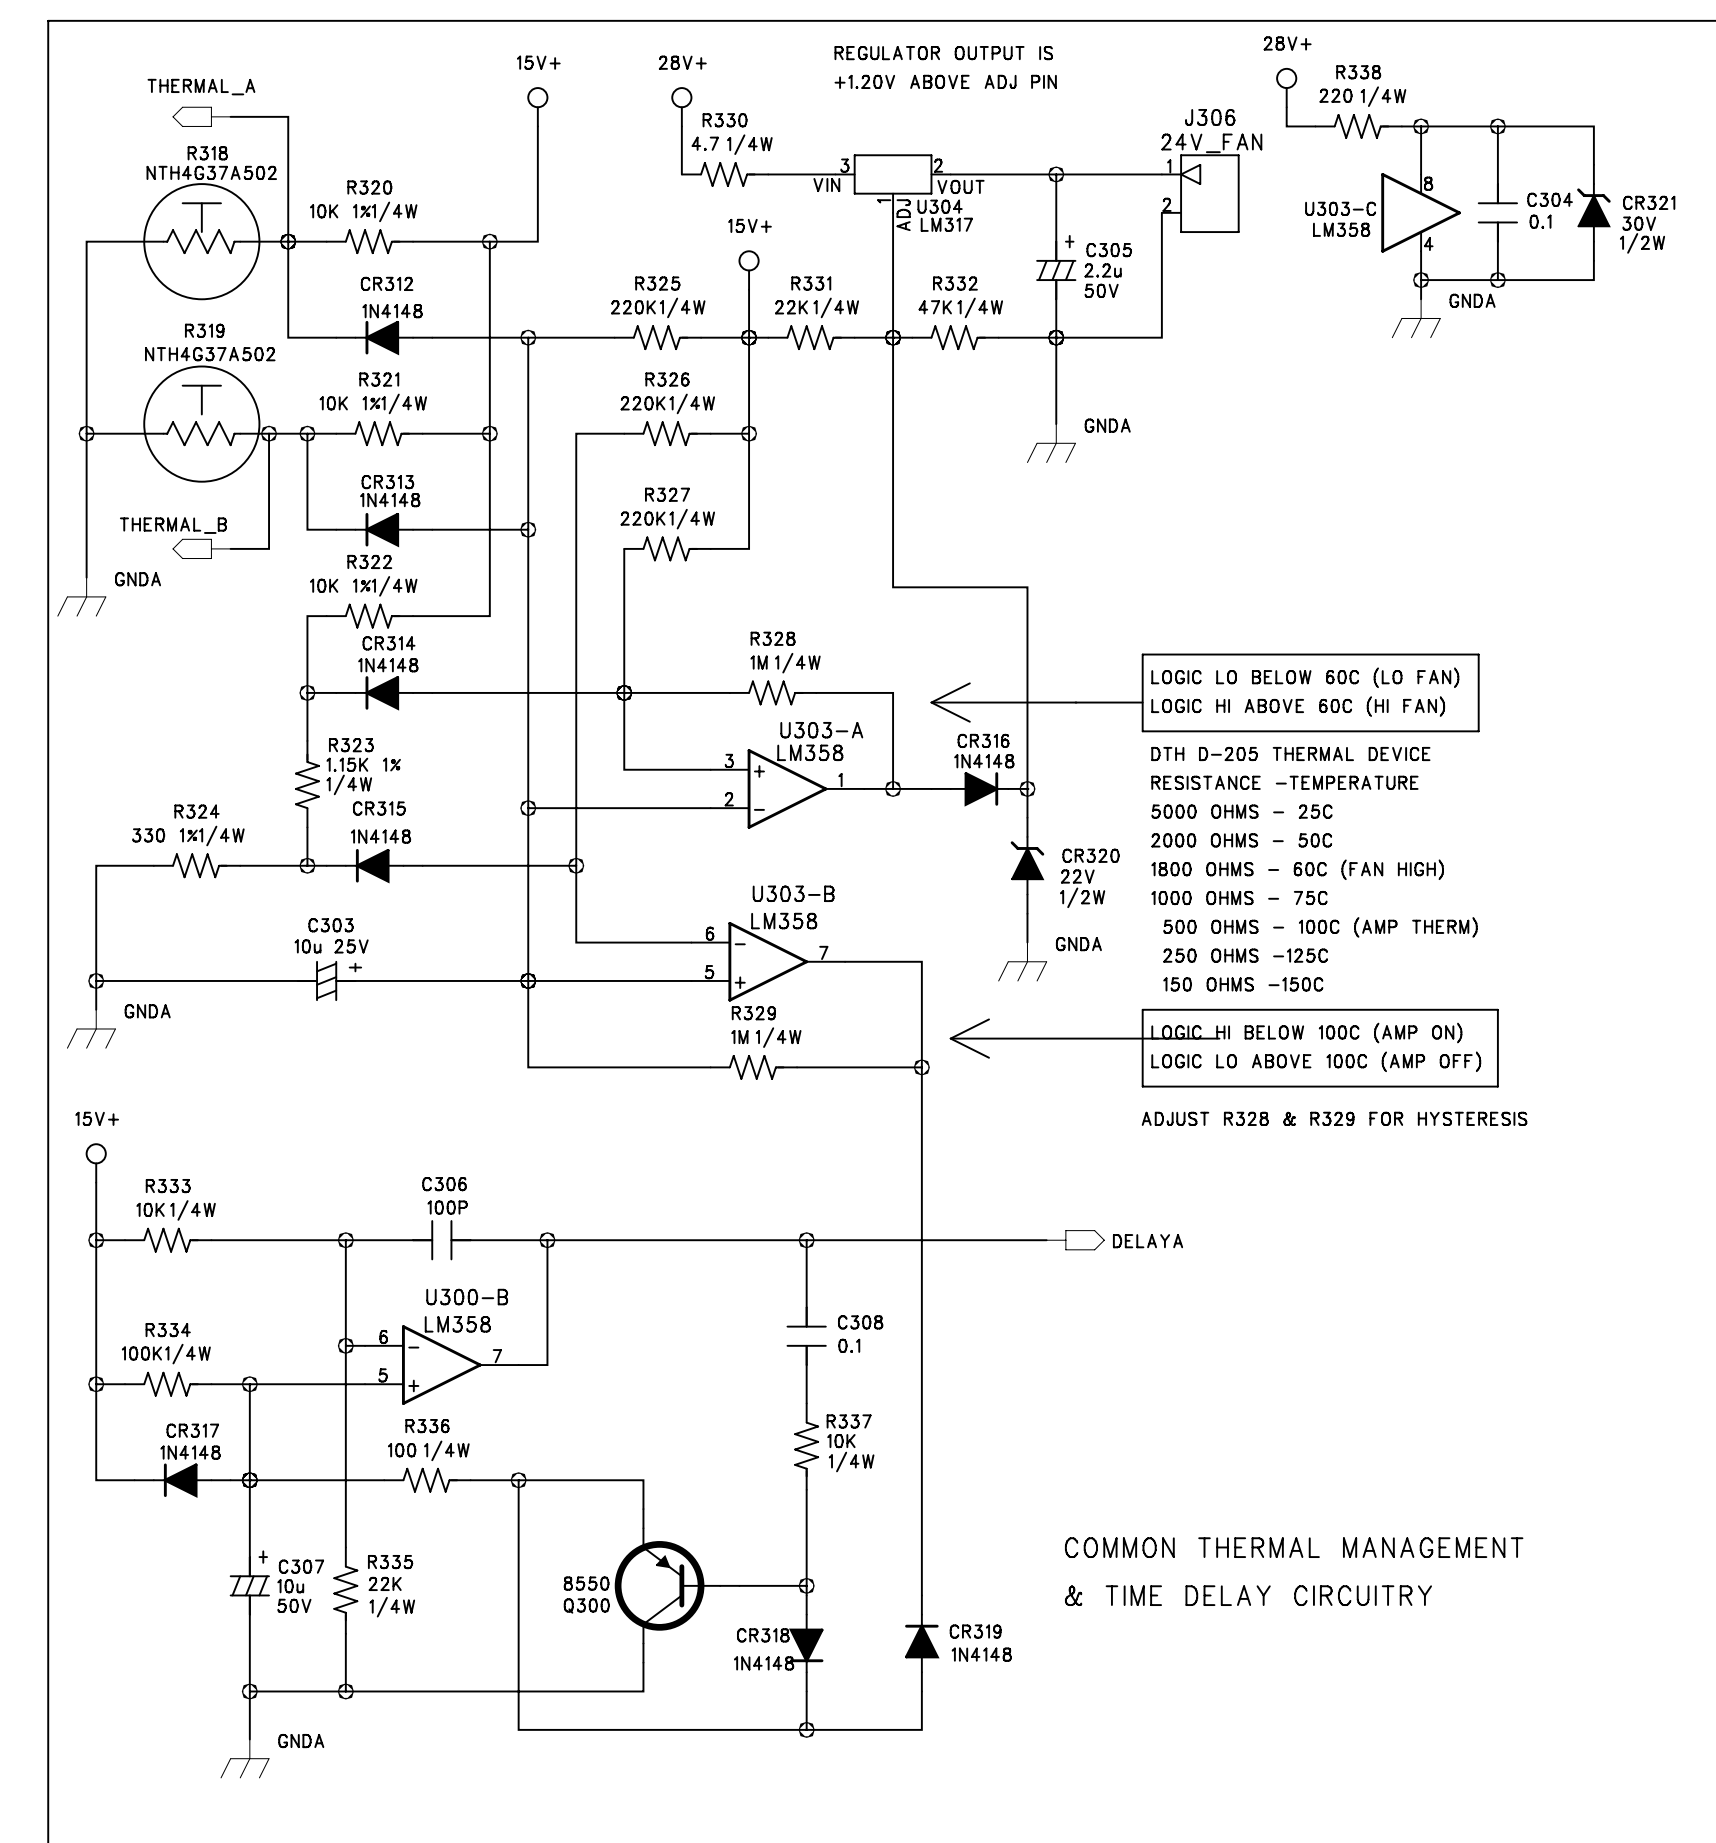 REGULATOR OUTPUT IS
+1.20V ABOVE ADJ PIN
THERMAL_A
15V+
28V+
28V+
R338
220 1/4W
R330
4.7 1/4W
J306
24V_FAN
R318
NTH4G37A502
R320
10K 1%1/4W
3
2
VIN
VOUT
1
ADJ
U304
LM317
1
2
8
4
U303-C
LM358
C304
0.1
CR321
30V
1/2W
GNDA
15V+
+
C305
2.2u
50V
CR312
1N4148
R325
220K1/4W
R331
22K1/4W
R332
47K1/4W
R319
NTH4G37A502
R321
10K 1%1/4W
R326
220K1/4W
GNDA
CR313
1N4148
R327
220K1/4W
THERMAL_B
GNDA
R322
10K 1%1/4W
CR314
1N4148
R328
1M 1/4W
LOGIC LO BELOW 60C (LO FAN)
LOGIC HI ABOVE 60C (HI FAN)
R323
1.15K 1%
1/4W
U303-A
LM358
3
+
2
-
1
CR316
1N4148
DTH D-205 THERMAL DEVICE
RESISTANCE -TEMPERATURE
5000 OHMS - 25C
2000 OHMS - 50C
1800 OHMS - 60C (FAN HIGH)
1000 OHMS - 75C
500 OHMS - 100C (AMP THERM)
250 OHMS -125C
150 OHMS -150C
R324
330 1%1/4W
CR315
1N4148
CR320
22V
1/2W
GNDA
U303-B
LM358
6
-
5
+
7
C303
10u 25V
+
GNDA
R329
1M 1/4W
LOGIC HI BELOW 100C (AMP ON)
LOGIC LO ABOVE 100C (AMP OFF)
ADJUST R328 & R329 FOR HYSTERESIS
15V+
R333
10K1/4W
C306
100P
DELAYA
U300-B
LM358
6
-
5
+
7
R334
100K1/4W
C308
0.1
CR317
1N4148
R336
100 1/4W
R337
10K
1/4W
+
C307
10u
50V
R335
22K
1/4W
8550
Q300
CR318
1N4148
CR319
1N4148
GNDA
COMMON THERMAL MANAGEMENT
& TIME DELAY CIRCUITRY